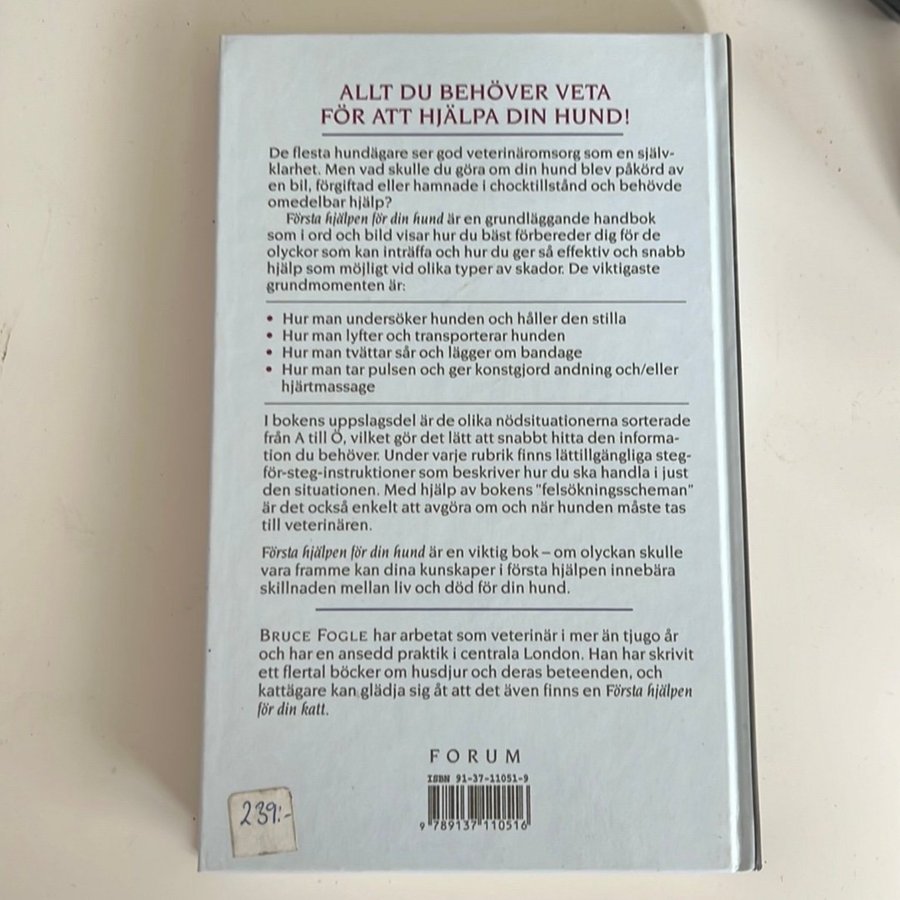 ALLT DU BEHÖVER VETA
FÖR ATT HJÄLPA DIN HUND!
De flesta hundägare ser god veterinäromsorg som en själv-
klarhet. Men vad skulle du göra om din hund blev påkörd av
en bil, förgiftad eller hamnade i chocktillstånd och behövde
omedelbar hjälp?
Första hjälpen för din hund är en grundläggande handbok
som i ord och bild visar hur du bäst förbereder dig för de
olyckor som kan inträffa och hur du ger så effektiv och snabb
hjälp som möjligt vid olika typer av skador. De viktigaste
grundmomenten är:
• Hur man undersöker hunden och håller den stilla
• Hur man lyfter och transporterar hunden
• Hur man tvättar sår och lägger om bandage
• Hur man tar pulsen och ger konstgjord andning och/eller
hjärtmassage
I bokens uppslagsdel är de olika nödsituationerna sorterade
från A till Ö, vilket gör det lätt att snabbt hitta den informa-
tion du behöver. Under varje rubrik finns lättillgängliga steg-
för-steg-instruktioner som beskriver hur du ska handla i just
den situationen. Med hjälp av bokens "felsökningsscheman"
är det också enkelt att avgöra om och när hunden måste tas
till veterinären.
Första hjälpen för din hund är en viktig bok – om olyckan skulle
vara framme kan dina kunskaper i första hjälpen innebära
skillnaden mellan liv och död för din hund.
BRUCE FOGLE har arbetat som veterinär i mer än tjugo år
och har en ansedd praktik i centrala London. Han har skrivit
ett flertal böcker om husdjur och deras beteenden, och
kattägare kan glädja sig åt att det även finns en Första hjälpen
för din katt.
FORUM
ISBN 91-37-11051-9
9 789137 110516
239:-